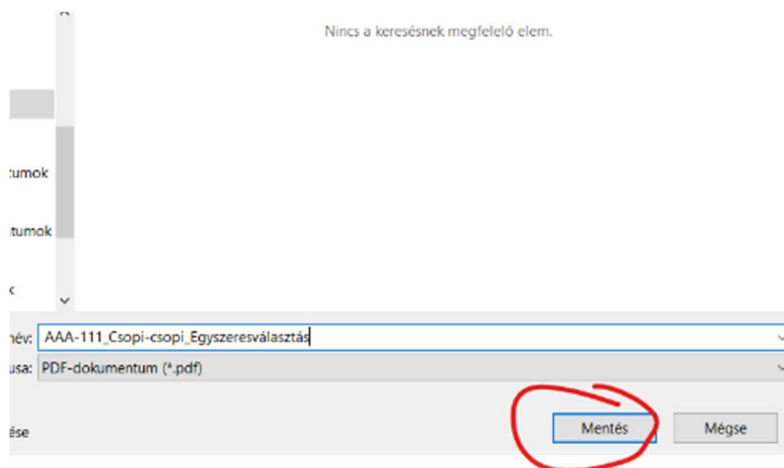 Nincs a keresésnek megfelelő elem.
tumok
tumok
név: AAA-111_Csopi-csopi_Egyszeresválasztás
usa: PDF-dokumentum (*.pdf)
ése
Mentés
Mégse